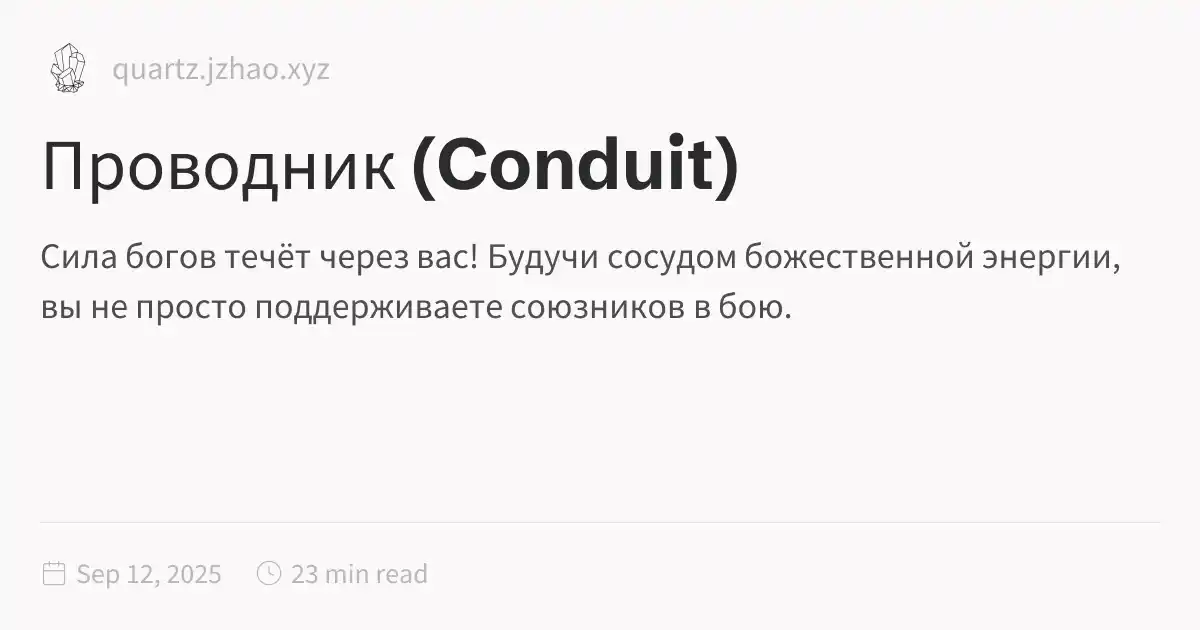 quartz.jzhao.xyz
Проводник (Conduit)
Сила богов течёт через вас! Будучи сосудом божественной энергии,
вы не просто поддерживаете союзников в бою.
Sep 12, 2025 23 min read